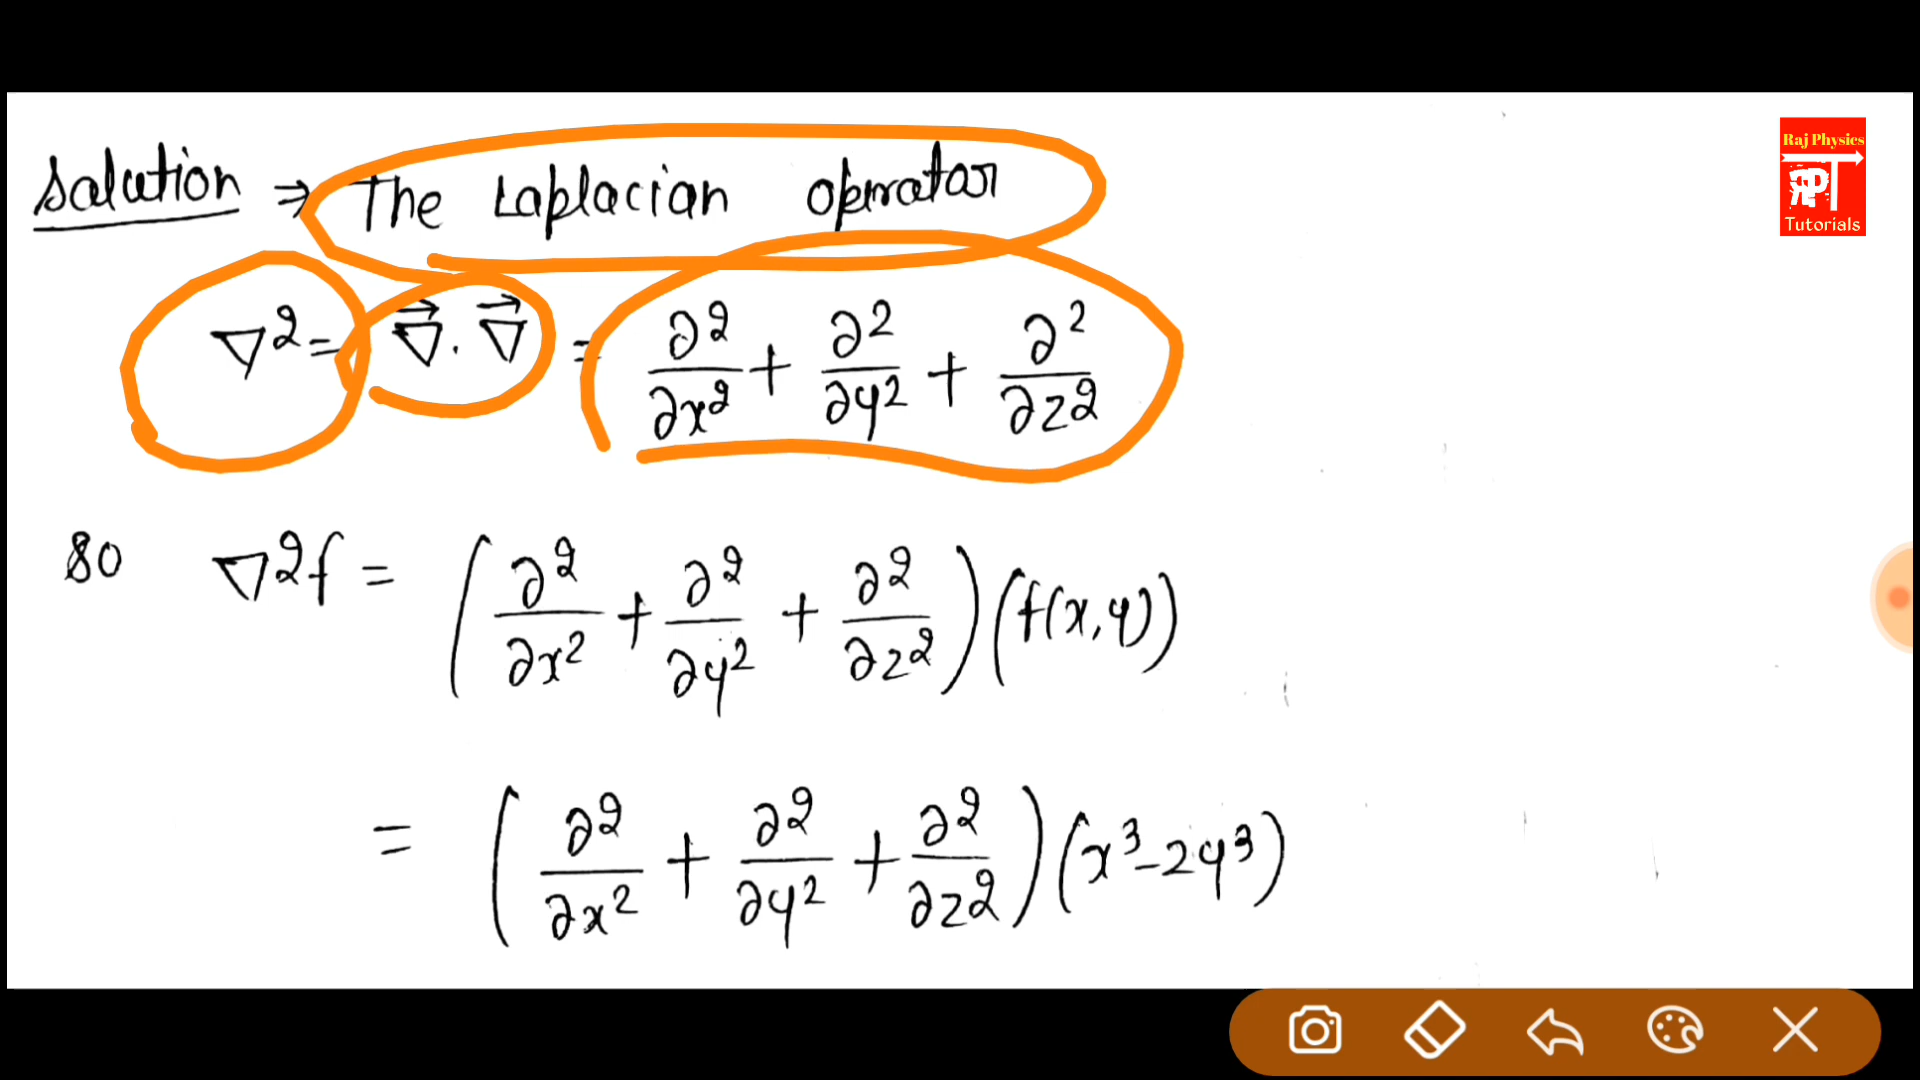 Raj Physics
RPT
Tutorials
Solution ⇒ The Laplacian operator
∇² = ∇⃗ . ∇⃗ = ∂²/∂x² + ∂²/∂y² + ∂²/∂z²
So ∇²f = (∂²/∂x² + ∂²/∂y² + ∂²/∂z²)(f(x,y))
= (∂²/∂x² + ∂²/∂y² + ∂²/∂z²)(x³-2y³)